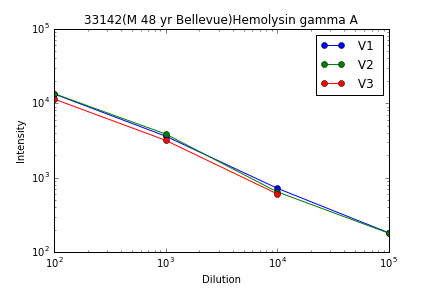 33142(M 48 yr Bellevue)Hemolysin gamma A
10^5
V1
V2
V3
10^4
Intensity
10^3
10^2
10^2 10^3 10^4 10^5
Dilution